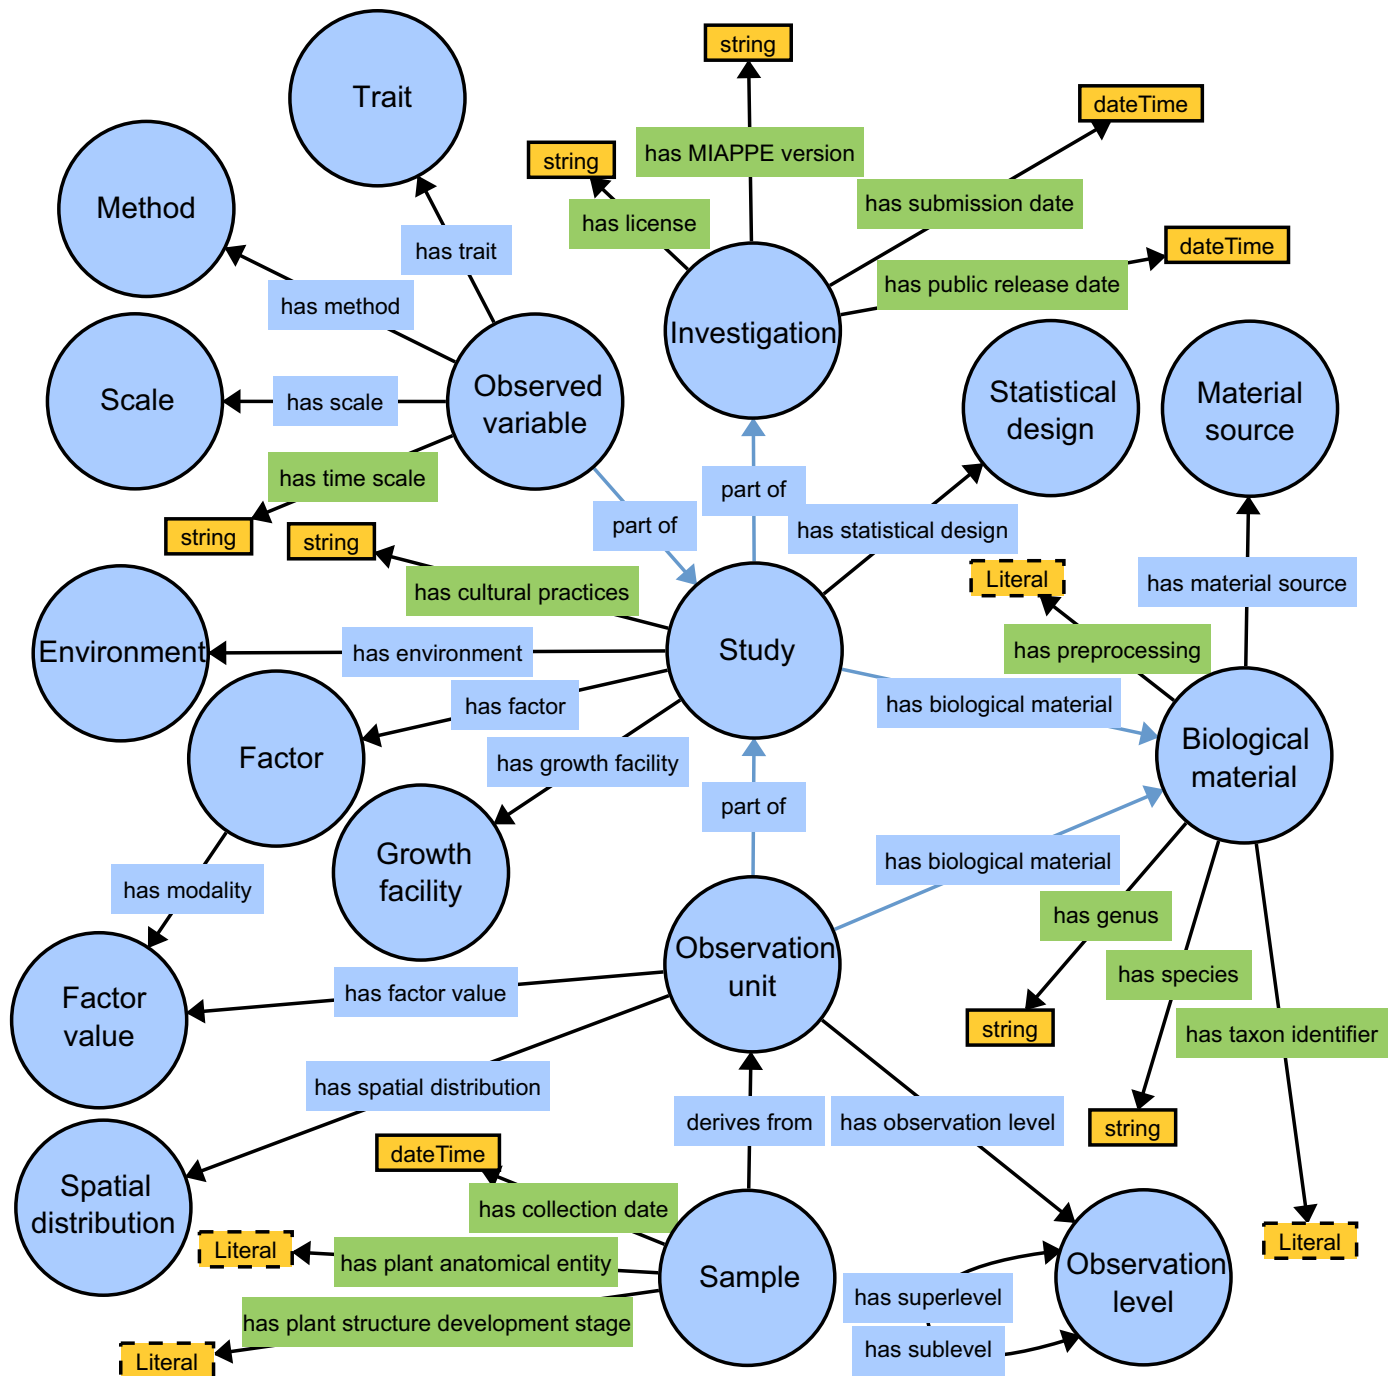 string
Trait
dateTime
has MIAPPE version
string
Method
has submission date
has license
has trait
dateTime
has public release date
has method
Investigation
Scale
has scale
Observed
variable
Statistical
design
Material
source
has time scale
part of
string
string
part of
has statistical design
Literal
has material source
has cultural practices
has preprocessing
Environment
has environment
Study
has factor
has biological material
Factor
has growth facility
Biological
material
part of
Growth
facility
has biological material
has modality
has genus
Observation
unit
has species
Factor
value
has factor value
string
has taxon identifier
has spatial distribution
derives from
has observation level
string
dateTime
Spatial
distribution
has collection date
Literal
has plant anatomical entity
Sample
Literal
Observation
level
has superlevel
has plant structure development stage
has sublevel
Literal